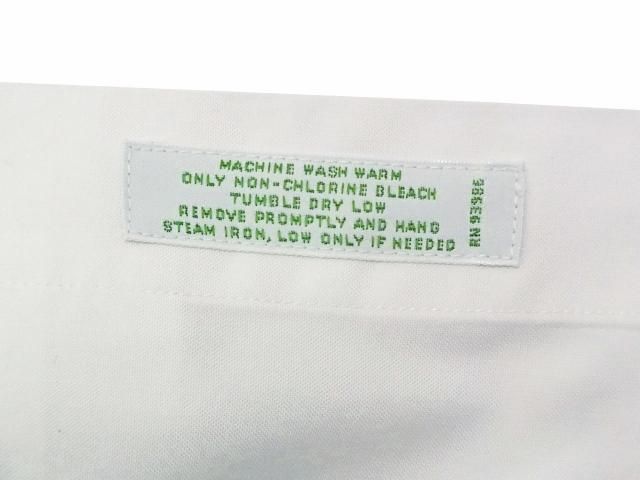 MACHINE WASH WARM
ONLY NON-CHLORINE BLEACH
TUMBLE DRY LOW
REMOVE PROMPTLY AND HANG
STEAM IRON, LOW ONLY IF NEEDED